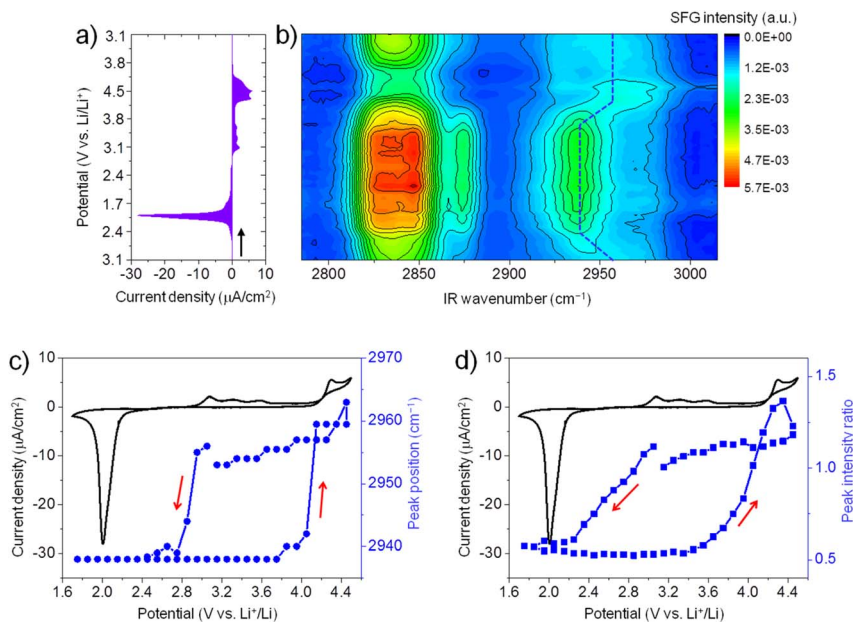 a)
3.1
3.8
4.5
3.8
3.1
2.4
1.7
2.4
3.1
Potential (V vs. Li/Li⁺)
-30 -20 -10 0 10
Current density (μA/cm²)
b)
2800 2850 2900 2950 3000
IR wavenumber (cm⁻¹)
SFG intensity (a.u.)
0.0E+00
9.5E-04
1.9E-03
2.8E-03
3.8E-03
4.7E-03
5.7E-03
c)
10
0
-10
-20
-30
Current density (μA/cm²)
1.6 2.0 2.4 2.8 3.2 3.6 4.0 4.4
Potential (V vs. Li⁺/Li)
2970
2960
2950
2940
Peak position (cm⁻¹)
d)
10
0
-10
-20
-30
Current density (μA/cm²)
1.6 2.0 2.4 2.8 3.2 3.6 4.0 4.4
Potential (V vs. Li⁺/Li)
1.5
1.0
0.5
Peak intensity ratio